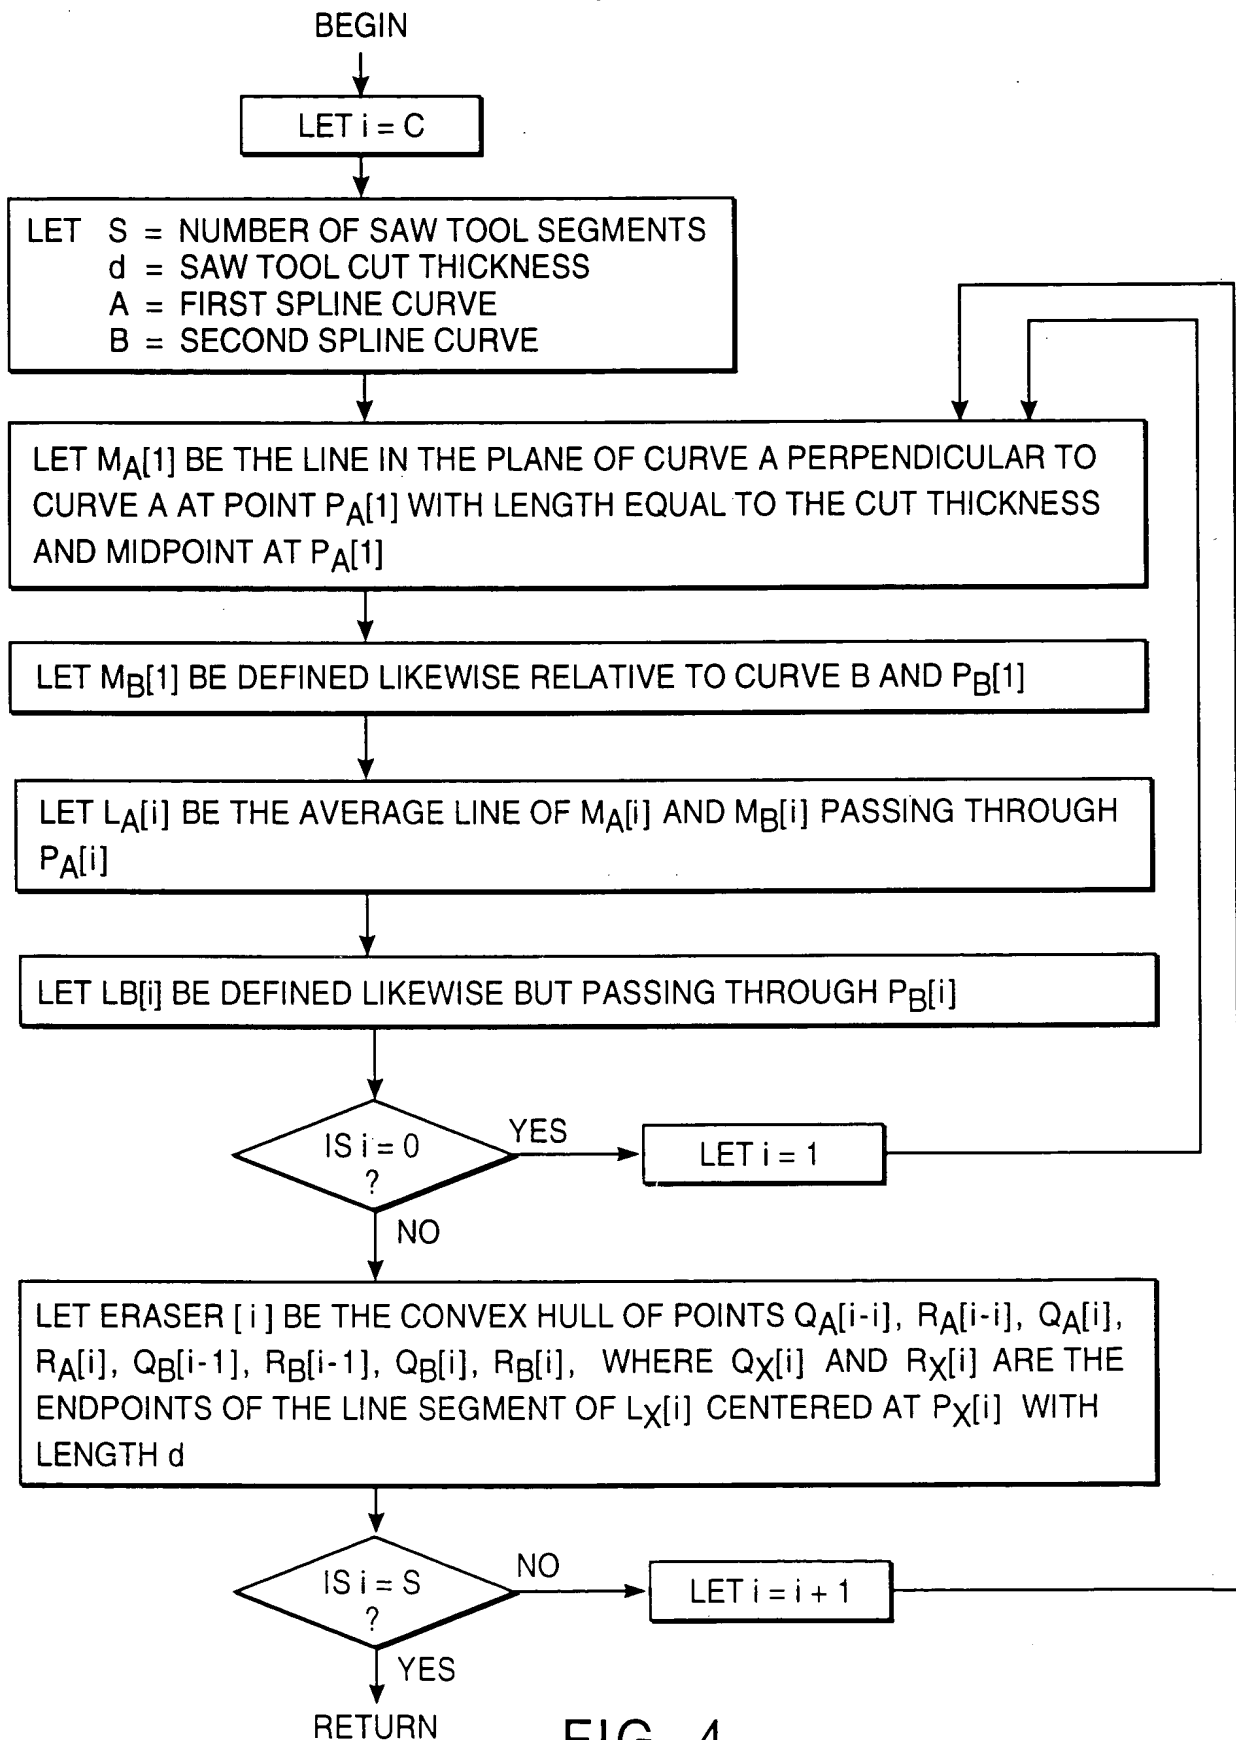 BEGIN
LET i = C
LET S = NUMBER OF SAW TOOL SEGMENTS
d = SAW TOOL CUT THICKNESS
A = FIRST SPLINE CURVE
B = SECOND SPLINE CURVE
LET MA[1] BE THE LINE IN THE PLANE OF CURVE A PERPENDICULAR TO
CURVE A AT POINT PA[1] WITH LENGTH EQUAL TO THE CUT THICKNESS
AND MIDPOINT AT PA[1]
LET MB[1] BE DEFINED LIKEWISE RELATIVE TO CURVE B AND PB[1]
LET LA[i] BE THE AVERAGE LINE OF MA[i] AND MB[i] PASSING THROUGH
PA[i]
LET LB[i] BE DEFINED LIKEWISE BUT PASSING THROUGH PB[i]
IS i = 0
?
YES
LET i = 1
NO
LET ERASER [ i ] BE THE CONVEX HULL OF POINTS QA[i-i], RA[i-i], QA[i],
RA[i], QB[i-1], RB[i-1], QB[i], RB[i], WHERE QX[i] AND RX[i] ARE THE
ENDPOINTS OF THE LINE SEGMENT OF LX[i] CENTERED AT PX[i] WITH
LENGTH d
IS i = S
?
NO
LET i = i + 1
YES
RETURN
FIG. 4